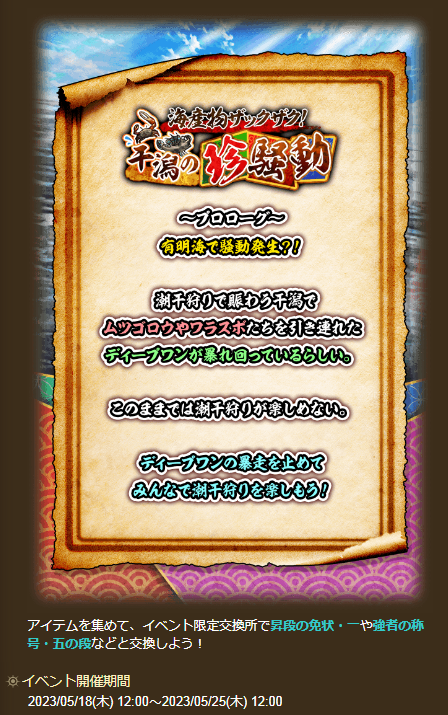 海産物ザックザク!
干潟の珍騒動
〜プロローグ〜
有明海で騒動発生?!
潮干狩りで賑わう干潟で
ムツゴロウやワラスボたちを引き連れた
ディープワンが暴れ回っているらしい。
このままでは潮干狩りが楽しめない。
ディープワンの暴走を止めて
みんなで潮干狩りを楽しもう!
アイテムを集めて、イベント限定交換所で昇段の免状・一や強者の称
号・五の段などと交換しよう!
イベント開催期間
2023/05/18(木) 12:00～2023/05/25(木) 12:00